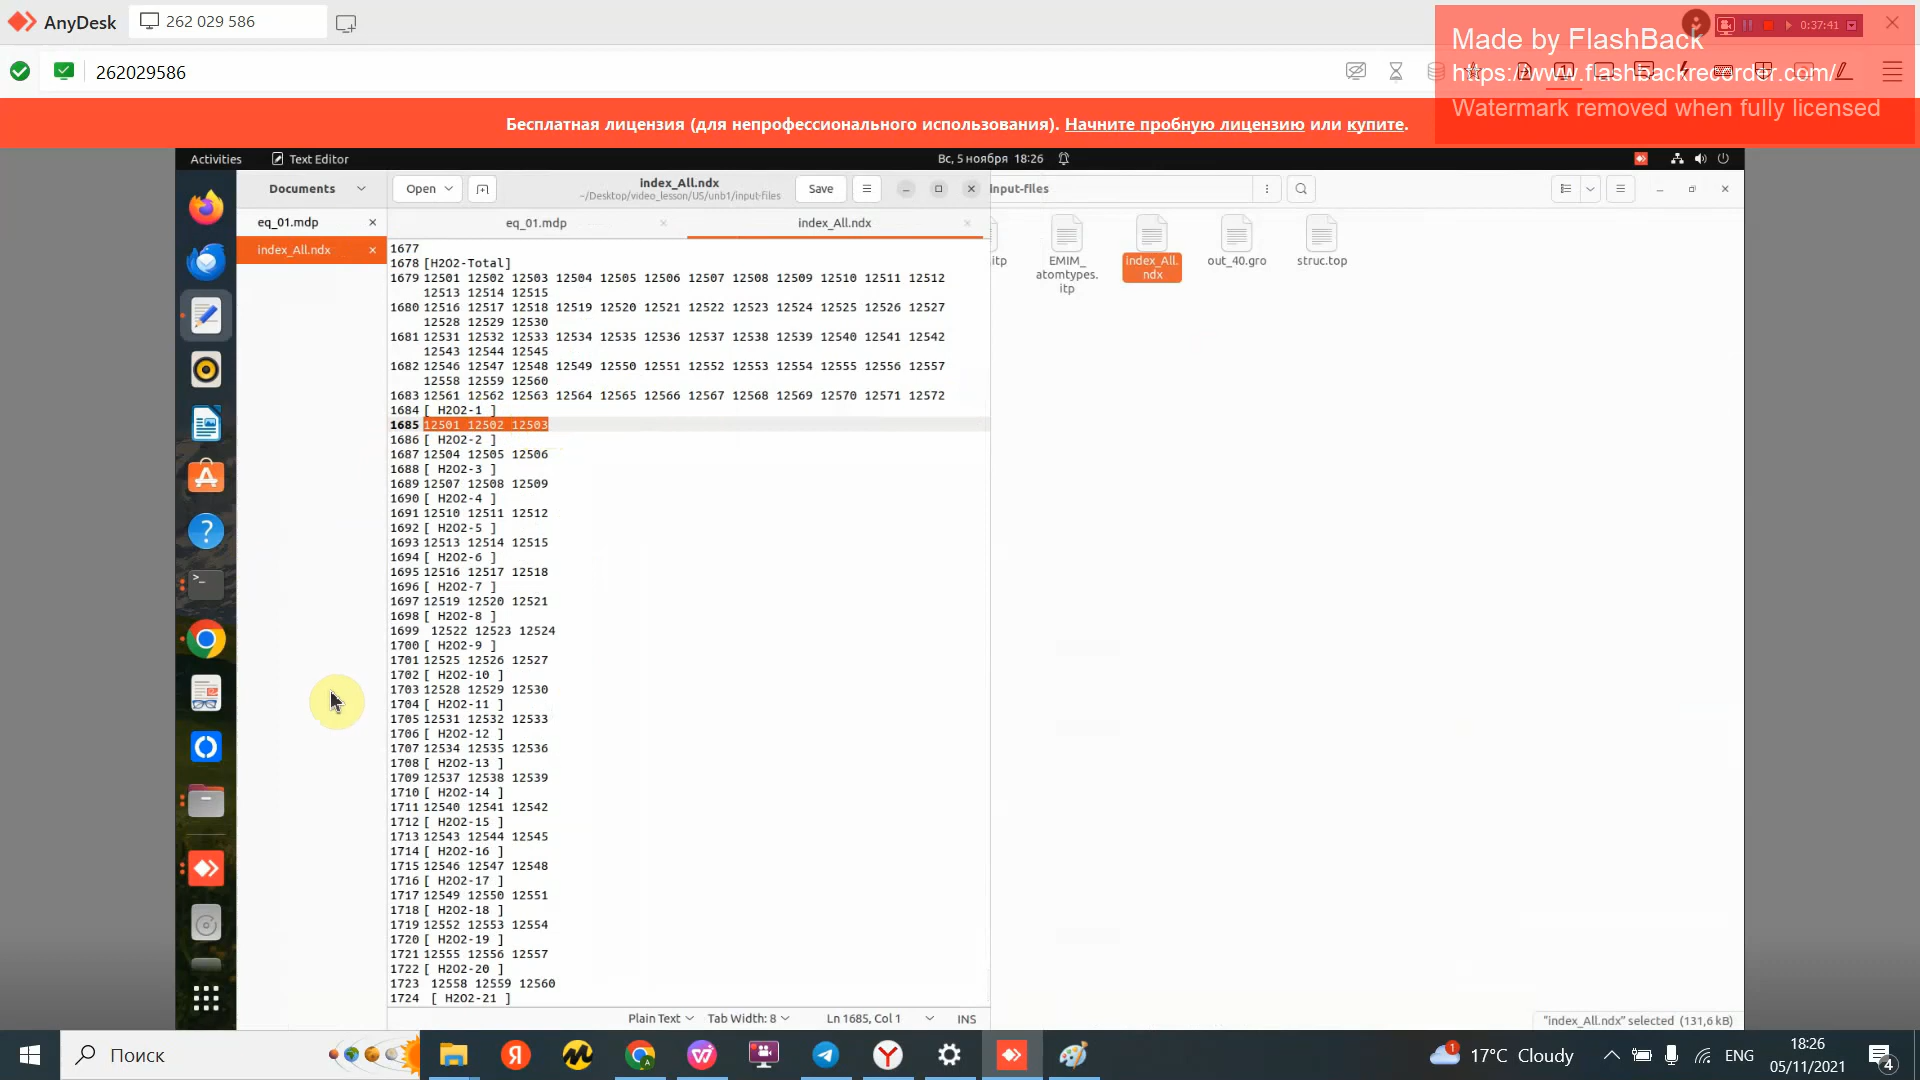 AnyDesk
262 029 586
Made by FlashBack
0:37:41
https://www.flashbackrecorder.com/
Watermark removed when fully licensed
262029586
Бесплатная лицензия (для непрофессионального использования). Начните пробную лицензию или купите.
Activities
Text Editor
Вс, 5 ноября 18:26
Documents
Open
index_All.ndx
~/Desktop/video_lesson/US/unb1/input-files
Save
input-files
eq_01.mdp
index_All.ndx
eq_01.mdp
index_All.ndx
itp
EMIM_
atomtypes.
itp
index_All.
ndx
out_40.gro
struc.top
1677
1678 [H2O2-Total]
1679 12501 12502 12503 12504 12505 12506 12507 12508 12509 12510 12511 12512
12513 12514 12515
1680 12516 12517 12518 12519 12520 12521 12522 12523 12524 12525 12526 12527
12528 12529 12530
1681 12531 12532 12533 12534 12535 12536 12537 12538 12539 12540 12541 12542
12543 12544 12545
1682 12546 12547 12548 12549 12550 12551 12552 12553 12554 12555 12556 12557
12558 12559 12560
1683 12561 12562 12563 12564 12565 12566 12567 12568 12569 12570 12571 12572
1684 [ H2O2-1 ]
1685 12501 12502 12503
1686 [ H2O2-2 ]
1687 12504 12505 12506
1688 [ H2O2-3 ]
1689 12507 12508 12509
1690 [ H2O2-4 ]
1691 12510 12511 12512
1692 [ H2O2-5 ]
1693 12513 12514 12515
1694 [ H2O2-6 ]
1695 12516 12517 12518
1696 [ H2O2-7 ]
1697 12519 12520 12521
1698 [ H2O2-8 ]
1699 12522 12523 12524
1700 [ H2O2-9 ]
1701 12525 12526 12527
1702 [ H2O2-10 ]
1703 12528 12529 12530
1704 [ H2O2-11 ]
1705 12531 12532 12533
1706 [ H2O2-12 ]
1707 12534 12535 12536
1708 [ H2O2-13 ]
1709 12537 12538 12539
1710 [ H2O2-14 ]
1711 12540 12541 12542
1712 [ H2O2-15 ]
1713 12543 12544 12545
1714 [ H2O2-16 ]
1715 12546 12547 12548
1716 [ H2O2-17 ]
1717 12549 12550 12551
1718 [ H2O2-18 ]
1719 12552 12553 12554
1720 [ H2O2-19 ]
1721 12555 12556 12557
1722 [ H2O2-20 ]
1723 12558 12559 12560
1724 [ H2O2-21 ]
Plain Text
Tab Width: 8
Ln 1685, Col 1
INS
"index_All.ndx" selected (131,6 kB)
Поиск
1
17°C Cloudy
ENG
18:26
05/11/2021
4